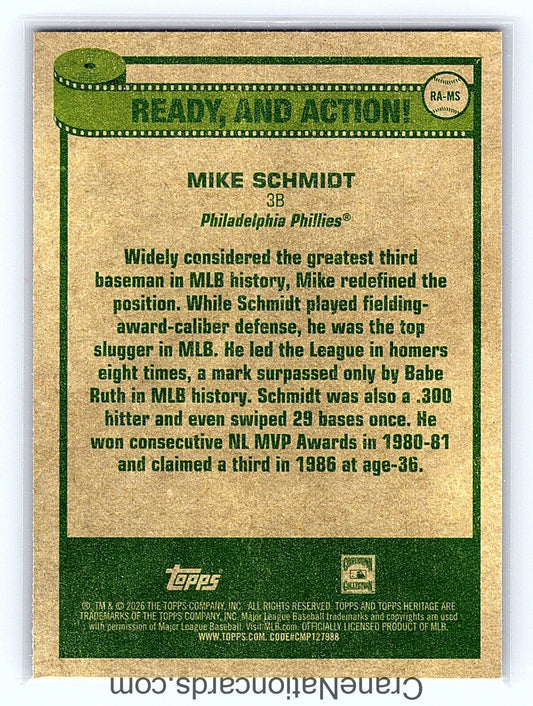 READY, AND ACTION!
RA-MS
MIKE SCHMIDT
3B
Philadelphia Phillies®
Widely considered the greatest third
baseman in MLB history, Mike redefined the
position. While Schmidt played fielding-
award-caliber defense, he was the top
slugger in MLB. He led the League in homers
eight times, a mark surpassed only by Babe
Ruth in MLB history. Schmidt was also a .300
hitter and even swiped 29 bases once. He
won consecutive NL MVP Awards in 1980-81
and claimed a third in 1986 at age-36.
topps
®, TM & © 2026 THE TOPPS COMPANY, INC. ALL RIGHTS RESERVED. TOPPS AND TOPPS HERITAGE ARE
TRADEMARKS OF THE TOPPS COMPANY, INC. Major League Baseball trademarks and copyrights are used
with permission of Major League Baseball. Visit MLB.com. OFFICIALLY LICENSED PRODUCT OF MLB.
WWW.TOPPS.COM. CODE#CMPT127988
CraneNationcards.com